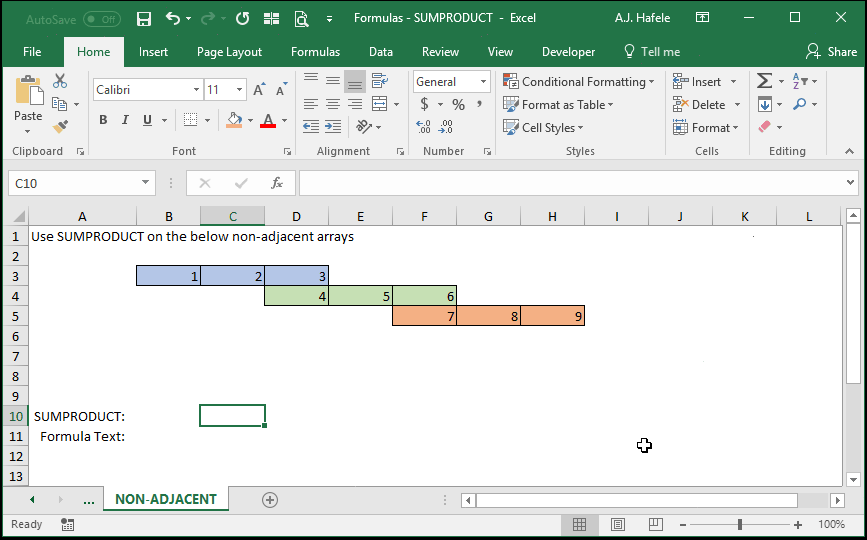 AutoSave Off Formulas - SUMPRODUCT - Excel A.J. Hafele
File Home Insert Page Layout Formulas Data Review View Developer Tell me Share
Calibri 11 A A General Conditional Formatting Insert Σ A Z
Paste B I U A ab $ % , Format as Table Delete
.00 .0 .00 Cell Styles Format
Clipboard Font Alignment Number Styles Cells Editing
C10 fx
A B C D E F G H I J K L
1 Use SUMPRODUCT on the below non-adjacent arrays
2
3 1 2 3
4 4 5 6
5 7 8 9
6
7
8
9
10 SUMPRODUCT:
11 Formula Text:
12
13
... NON-ADJACENT
Ready 100%